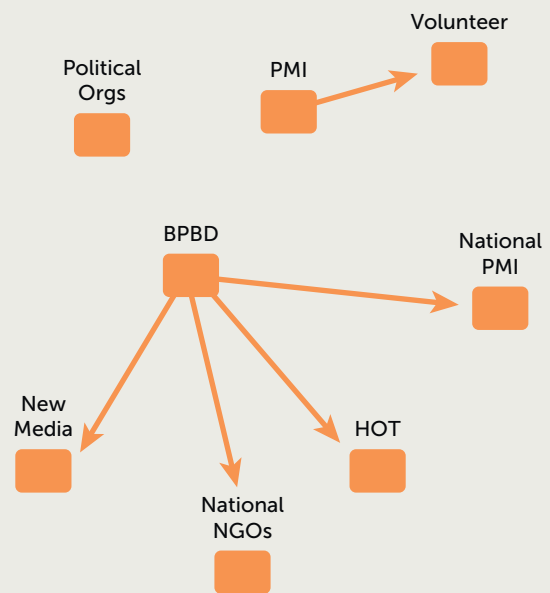 Volunteer
Political
Orgs
PMI
BPBD
National
PMI
New
Media
HOT
National
NGOs